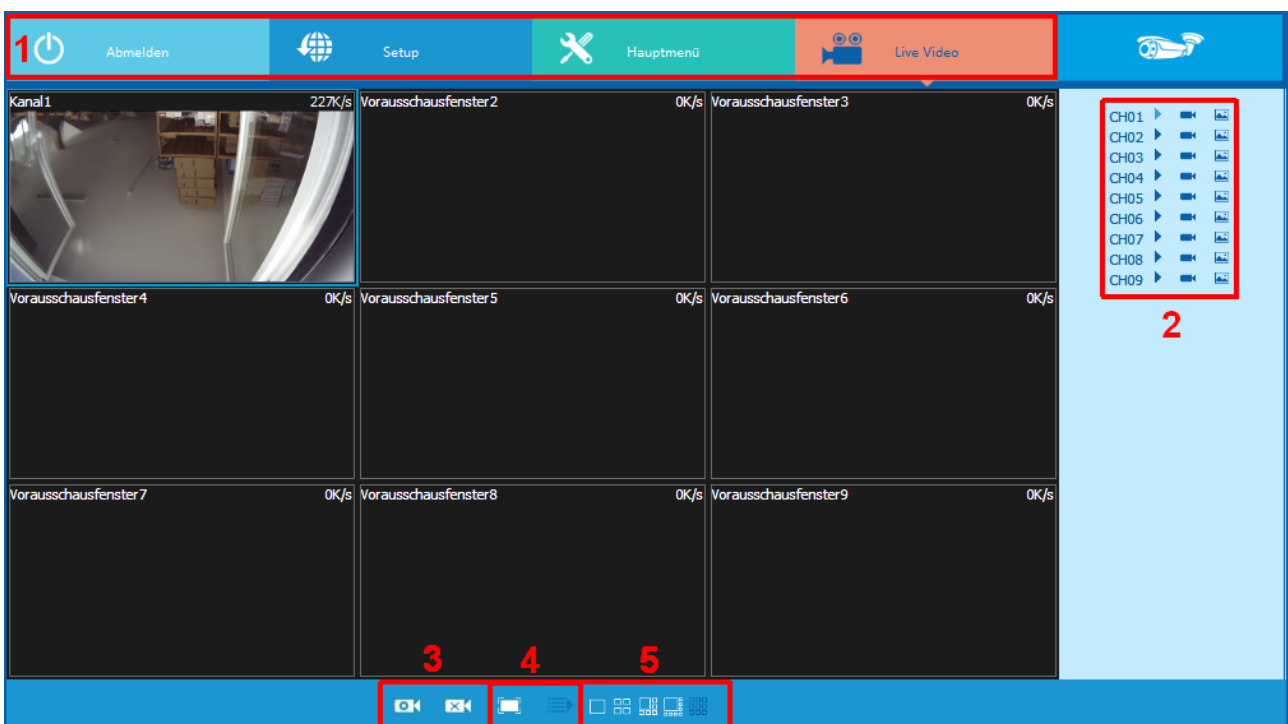 1
Abmelden
Setup
Hauptmenü
Live Video
Kanal1 227K/s
Vorausschausfenster2 0K/s
Vorausschausfenster3 0K/s
Vorausschausfenster4 0K/s
Vorausschausfenster5 0K/s
Vorausschausfenster6 0K/s
Vorausschausfenster7 0K/s
Vorausschausfenster8 0K/s
Vorausschausfenster9 0K/s
CH01
CH02
CH03
CH04
CH05
CH06
CH07
CH08
CH09
2
3
4
5